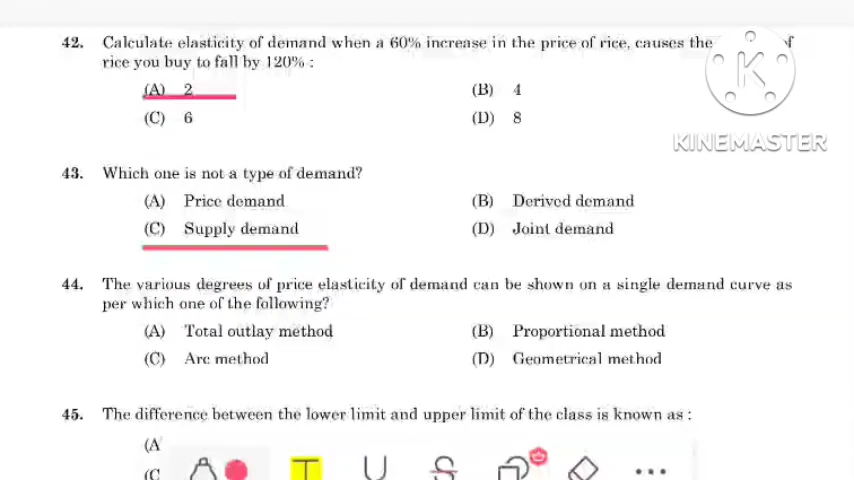 42. Calculate elasticity of demand when a 60% increase in the price of rice, causes the
rice you buy to fall by 120% :
(A) 2 (B) 4
(C) 6 (D) 8
K
KINEMASTER
43. Which one is not a type of demand?
(A) Price demand (B) Derived demand
(C) Supply demand (D) Joint demand
44. The various degrees of price elasticity of demand can be shown on a single demand curve as
per which one of the following?
(A) Total outlay method (B) Proportional method
(C) Arc method (D) Geometrical method
45. The difference between the lower limit and upper limit of the class is known as :
(A
(C
T U S